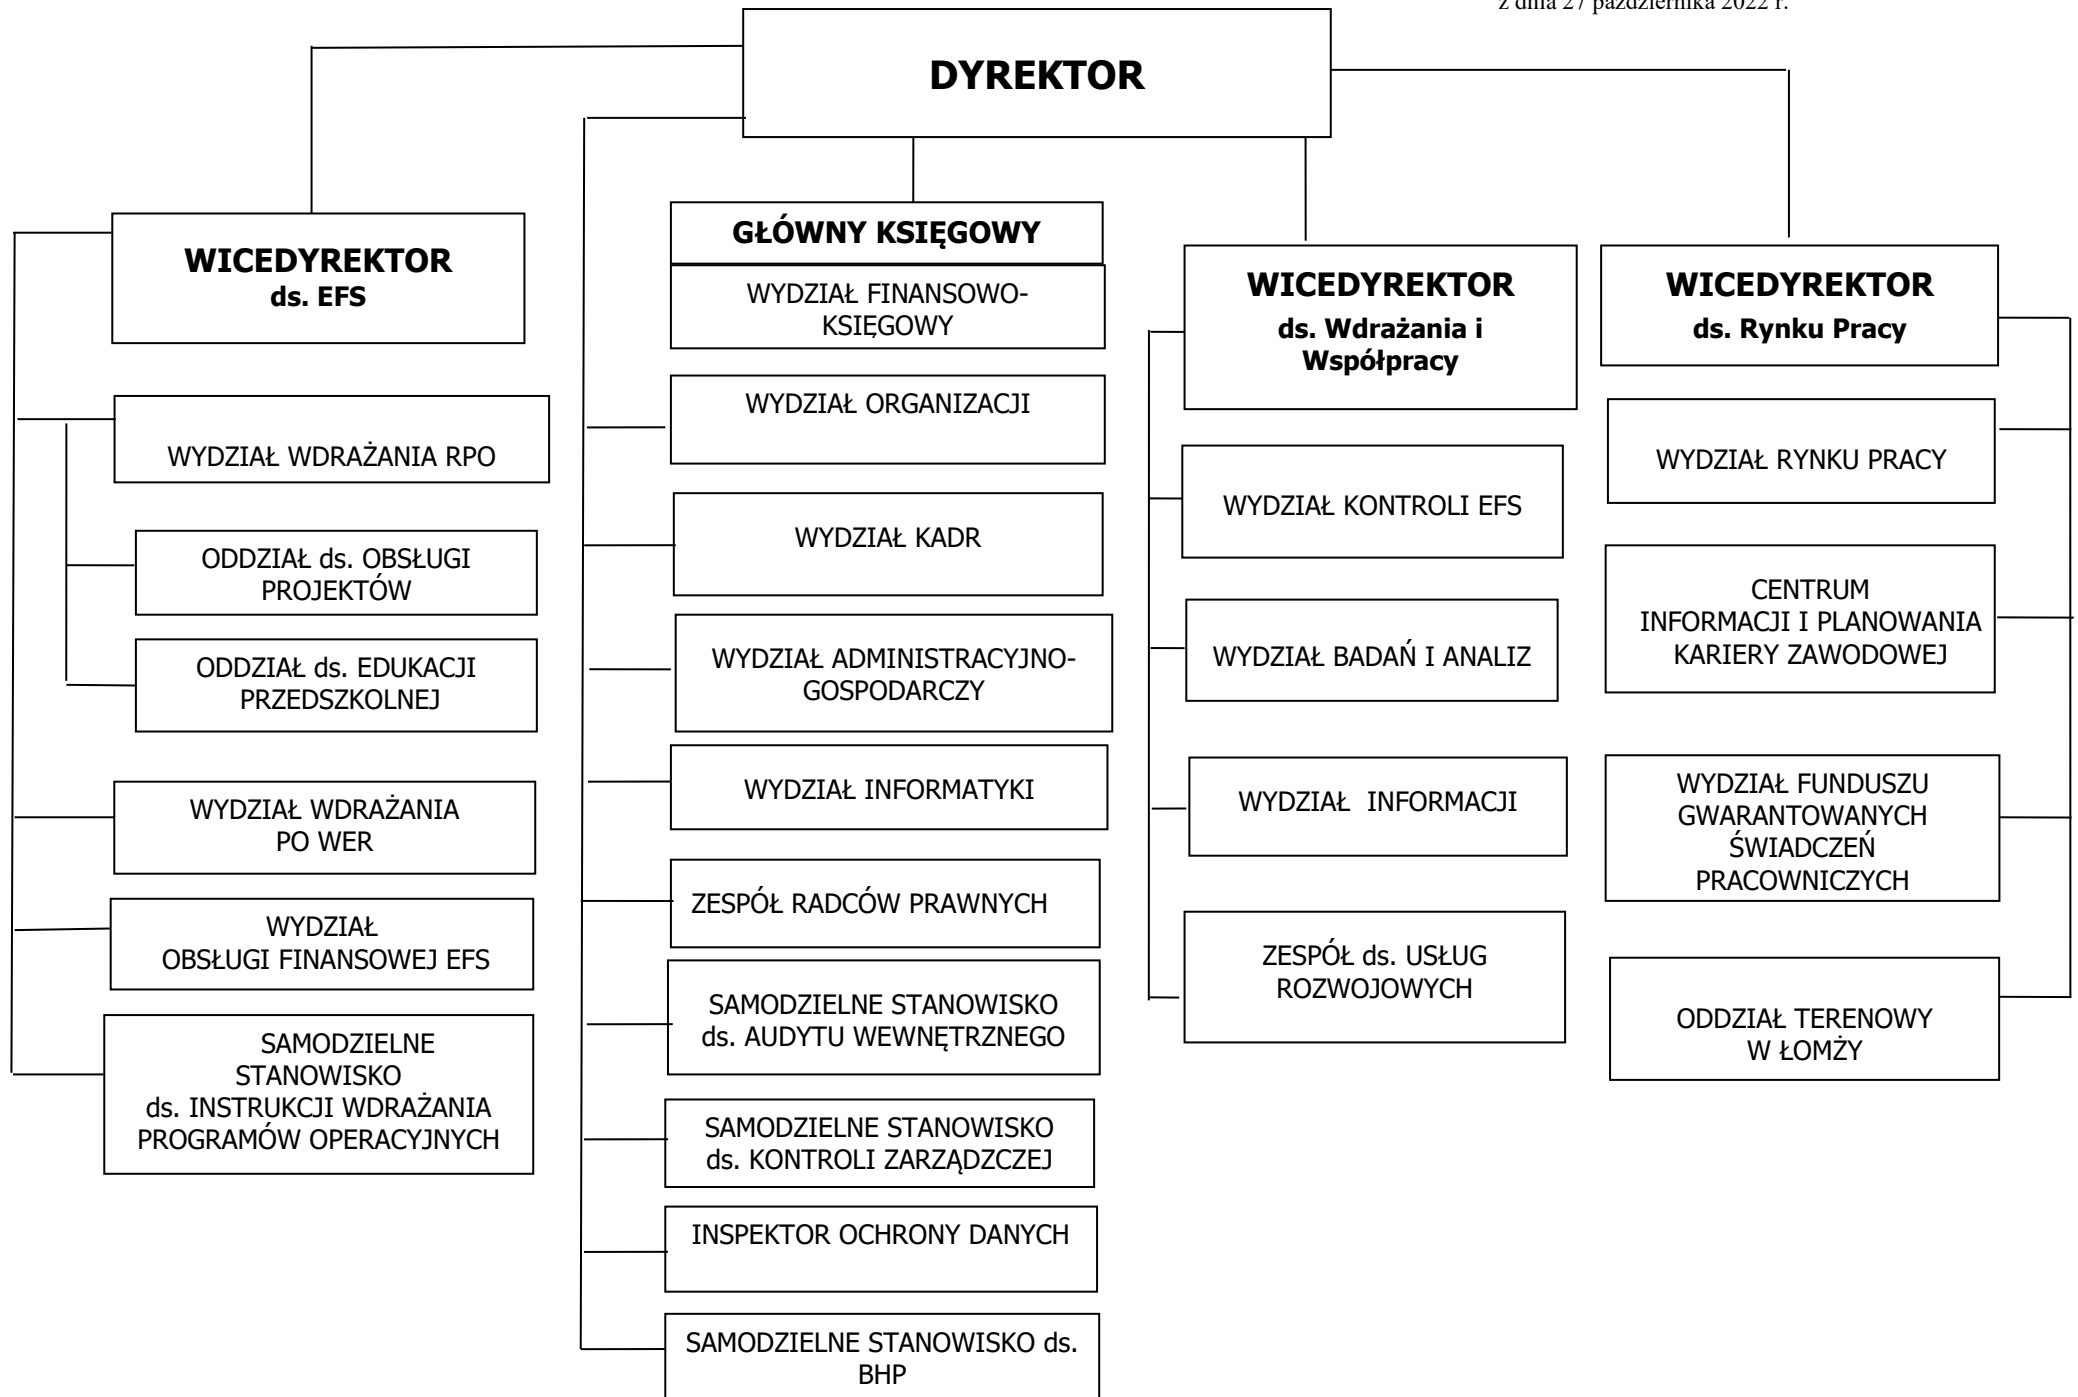 z dnia 27 października 2022 r.
DYREKTOR
WICEDYREKTOR
ds. EFS
WYDZIAŁ WDRAŻANIA RPO
ODDZIAŁ ds. OBSŁUGI
PROJEKTÓW
ODDZIAŁ ds. EDUKACJI
PRZEDSZKOLNEJ
WYDZIAŁ WDRAŻANIA
PO WER
WYDZIAŁ
OBSŁUGI FINANSOWEJ EFS
SAMODZIELNE
STANOWISKO
ds. INSTRUKCJI WDRAŻANIA
PROGRAMÓW OPERACYJNYCH
GŁÓWNY KSIĘGOWY
WYDZIAŁ FINANSOWO-
KSIĘGOWY
WYDZIAŁ ORGANIZACJI
WYDZIAŁ KADR
WYDZIAŁ ADMINISTRACYJNO-
GOSPODARCZY
WYDZIAŁ INFORMATYKI
ZESPÓŁ RADCÓW PRAWNYCH
SAMODZIELNE STANOWISKO
ds. AUDYTU WEWNĘTRZNEGO
SAMODZIELNE STANOWISKO
ds. KONTROLI ZARZĄDZCZEJ
INSPEKTOR OCHRONY DANYCH
SAMODZIELNE STANOWISKO ds.
BHP
WICEDYREKTOR
ds. Wdrażania i
Współpracy
WYDZIAŁ KONTROLI EFS
WYDZIAŁ BADAŃ I ANALIZ
WYDZIAŁ INFORMACJI
ZESPÓŁ ds. USŁUG
ROZWOJOWYCH
WICEDYREKTOR
ds. Rynku Pracy
WYDZIAŁ RYNKU PRACY
CENTRUM
INFORMACJI I PLANOWANIA
KARIERY ZAWODOWEJ
WYDZIAŁ FUNDUSZU
GWARANTOWANYCH
ŚWIADCZEŃ
PRACOWNICZYCH
ODDZIAŁ TERENOWY
W ŁOMŻY